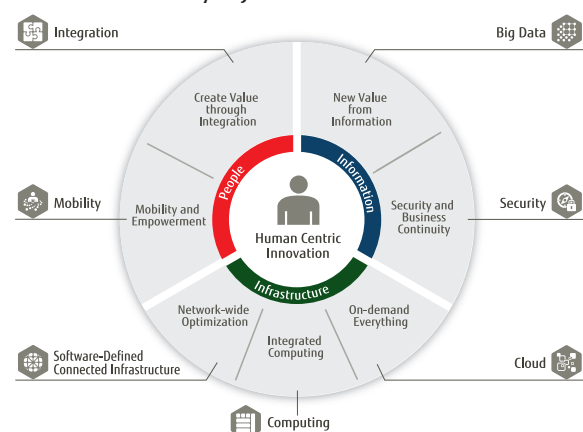 Integration
Big Data
Create Value
through
Integration
New Value
from
Information
People
Information
Mobility
Mobility and
Empowerment
Security and
Business
Continuity
Security
Human Centric
Innovation
Infrastructure
Network-wide
Optimization
On-demand
Everything
Integrated
Computing
Software-Defined
Connected Infrastructure
Cloud
Computing